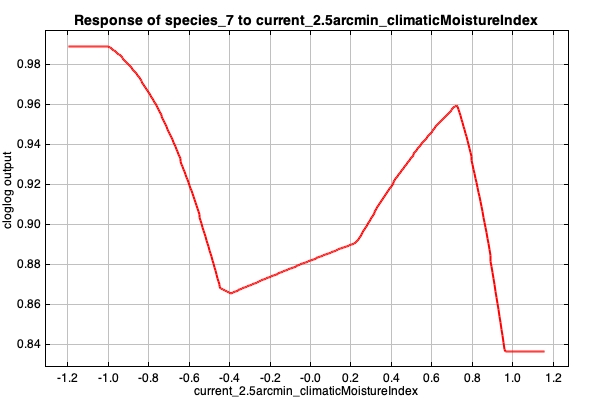 Response of species_7 to current_2.5arcmin_climaticMoistureIndex
cloglog output
0.98
0.96
0.94
0.92
0.90
0.88
0.86
0.84
-1.2 -1.0 -0.8 -0.6 -0.4 -0.2 -0.0 0.2 0.4 0.6 0.8 1.0 1.2
current_2.5arcmin_climaticMoistureIndex